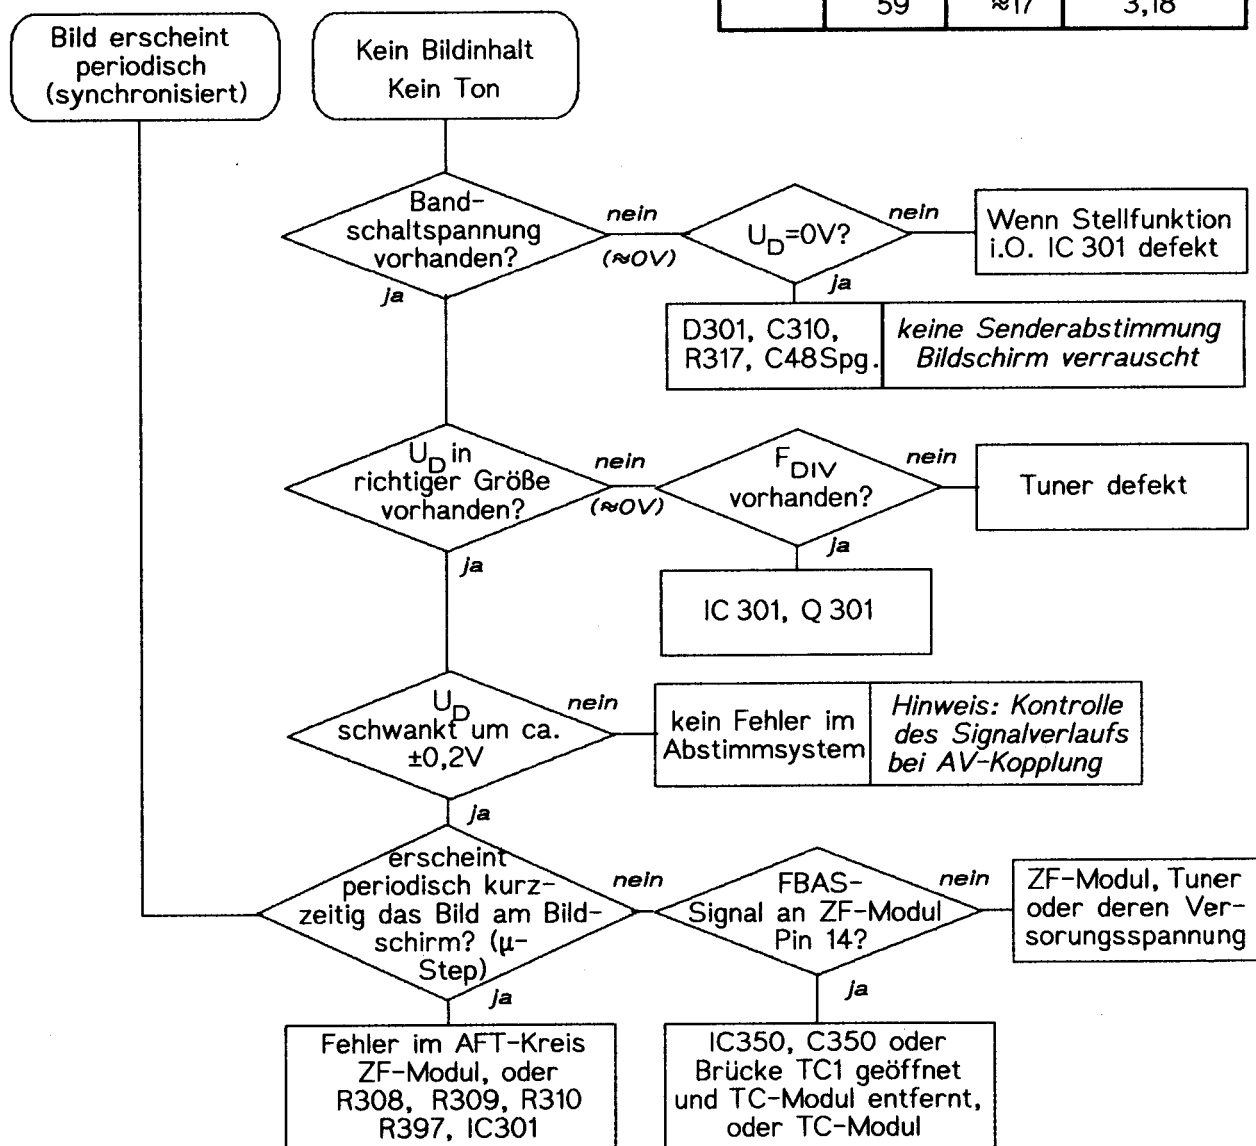 59 ≈17 3,18
Bild erscheint
periodisch
(synchronisiert)
Kein Bildinhalt
Kein Ton
Band-
schaltspannung
vorhanden?
nein
(≈0V)
ja
U_D=0V?
nein
ja
Wenn Stellfunktion
i.O. IC 301 defekt
D301, C310,
R317, C48Spg.
keine Senderabstimmung
Bildschirm verrauscht
U_D in
richtiger Größe
vorhanden?
nein
(≈0V)
ja
F_DIV
vorhanden?
nein
ja
Tuner defekt
IC 301, Q 301
U_D
schwankt um ca.
±0,2V
nein
ja
kein Fehler im
Abstimmsystem
Hinweis: Kontrolle
des Signalverlaufs
bei AV-Kopplung
erscheint
periodisch kurz-
zeitig das Bild am Bild-
schirm? (µ-
Step)
nein
ja
FBAS-
Signal an ZF-Modul
Pin 14?
nein
ja
ZF-Modul, Tuner
oder deren Ver-
sorungsspannung
Fehler im AFT-Kreis
ZF-Modul, oder
R308, R309, R310
R397, IC301
IC350, C350 oder
Brücke TC1 geöffnet
und TC-Modul entfernt,
oder TC-Modul